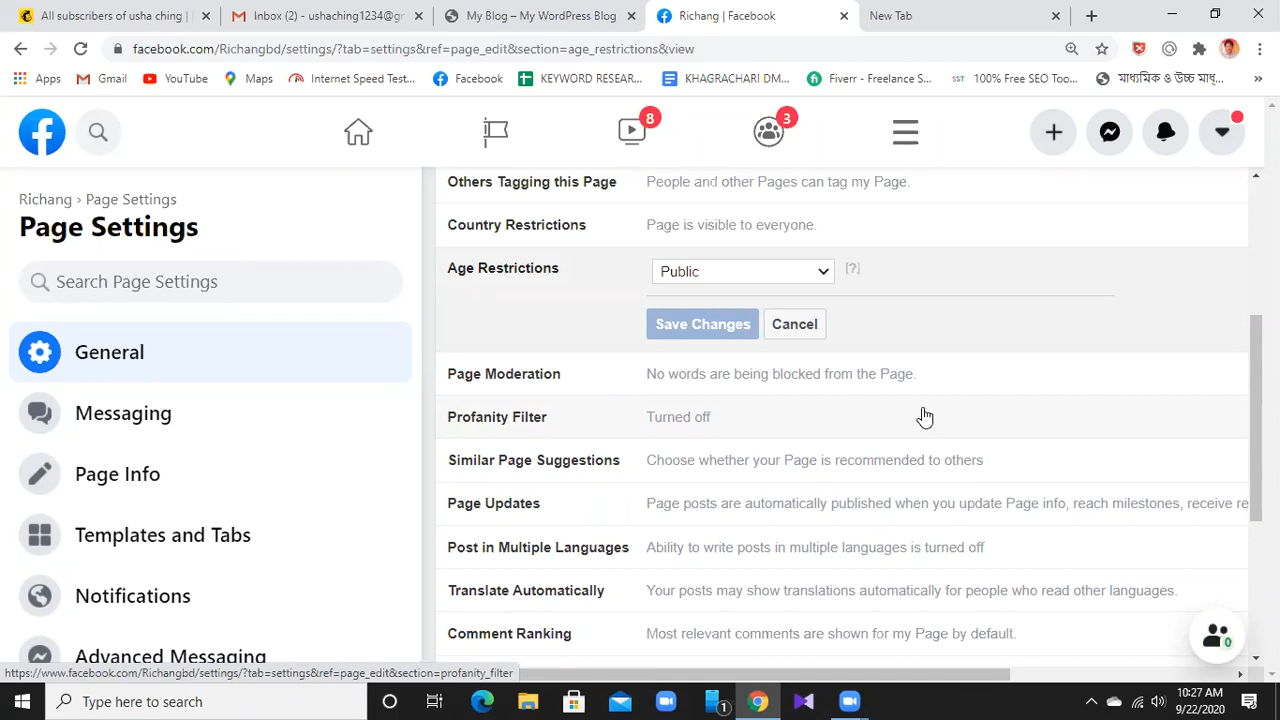 All subscribers of usha ching |
Inbox (2) - ushaching1234@g
My Blog – My WordPress Blog
Richang | Facebook
New Tab
facebook.com/Richangbd/settings/?tab=settings&ref=page_edit&section=age_restrictions&view
Apps
Gmail
YouTube
Maps
Internet Speed Test...
Facebook
KEYWORD RESEAR...
KHAGRACHARI DM...
Fiverr - Freelance S...
SST 100% Free SEO Too...
মাধ্যমিক ও উচ্চ মাধ্...
»
8
3
Richang › Page Settings
Page Settings
Search Page Settings
General
Messaging
Page Info
Templates and Tabs
Notifications
Advanced Messaging
Others Tagging this Page People and other Pages can tag my Page.
Country Restrictions Page is visible to everyone.
Age Restrictions Public [?]
Save Changes Cancel
Page Moderation No words are being blocked from the Page.
Profanity Filter Turned off
Similar Page Suggestions Choose whether your Page is recommended to others
Page Updates Page posts are automatically published when you update Page info, reach milestones, receive re
Post in Multiple Languages Ability to write posts in multiple languages is turned off
Translate Automatically Your posts may show translations automatically for people who read other languages.
Comment Ranking Most relevant comments are shown for my Page by default.
0
https://www.facebook.com/Richangbd/settings/?tab=settings&ref=page_edit&section=profanity_filter
Type here to search
1
10:27 AM
9/22/2020